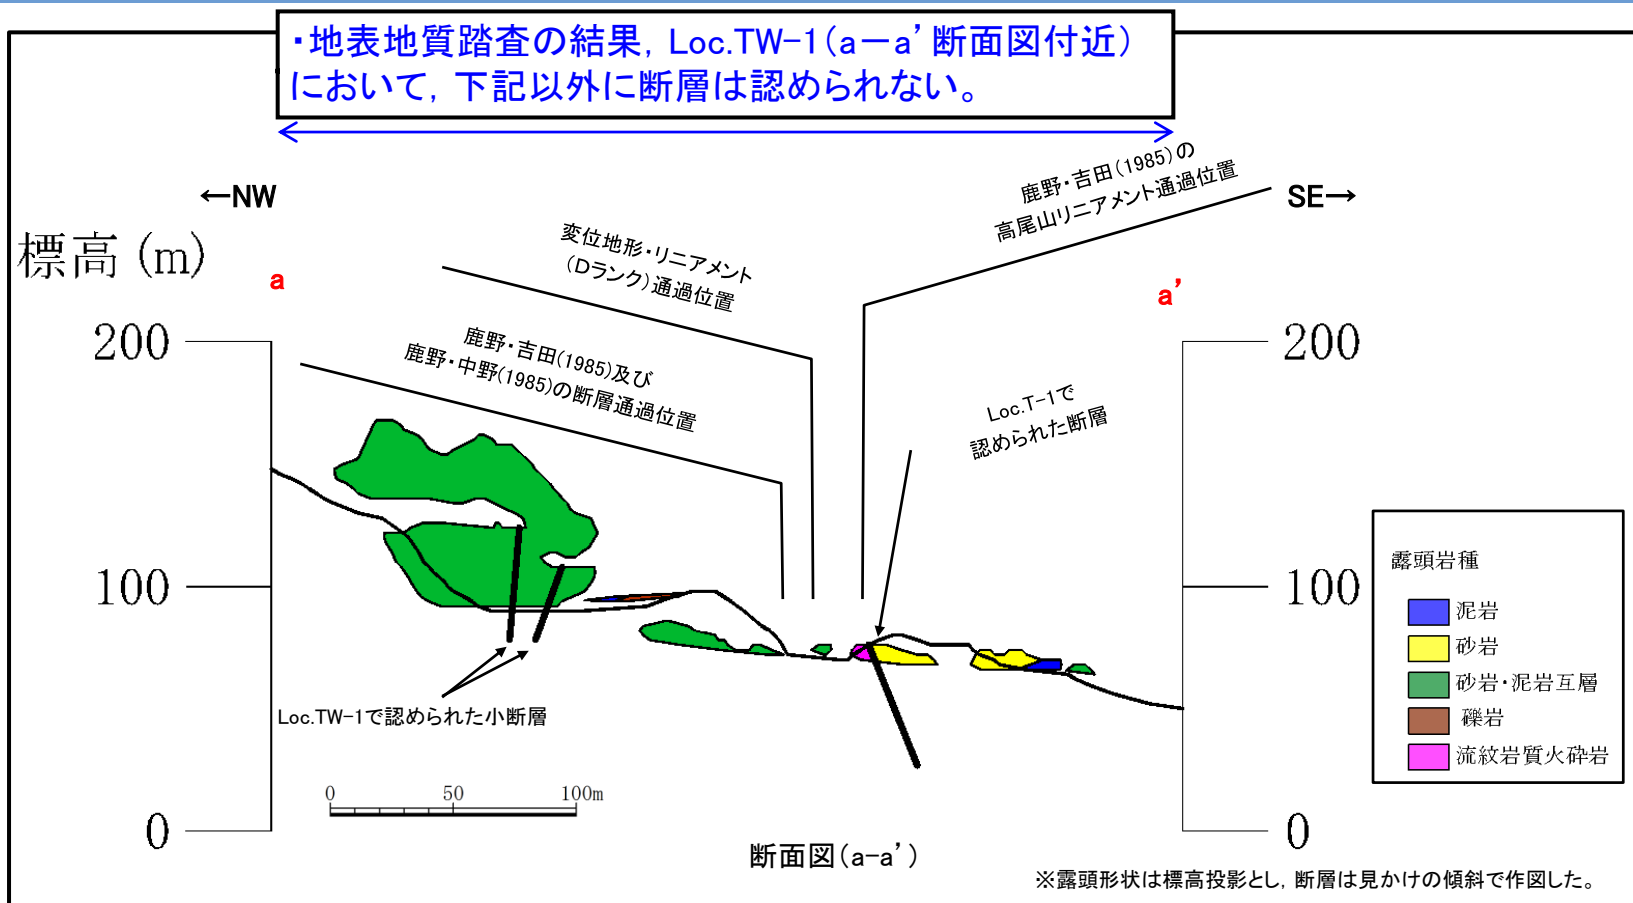 ・地表地質踏査の結果，Loc.TW-1（a－a’断面図付近）
において，下記以外に断層は認められない。
←NW
SE→
標高(m)
a
a’
鹿野・吉田（1985）の
高尾山リニアメント通過位置
変位地形・リニアメント
（Dランク）通過位置
鹿野・吉田(1985)及び
鹿野・中野(1985)の断層通過位置
Loc.T-1で
認められた断層
200
100
0
200
100
0
Loc.TW-1で認められた小断層
0 50 100m
断面図（a-a’）
露頭岩種
泥岩
砂岩
砂岩・泥岩互層
礫岩
流紋岩質火砕岩
※露頭形状は標高投影とし，断層は見かけの傾斜で作図した。